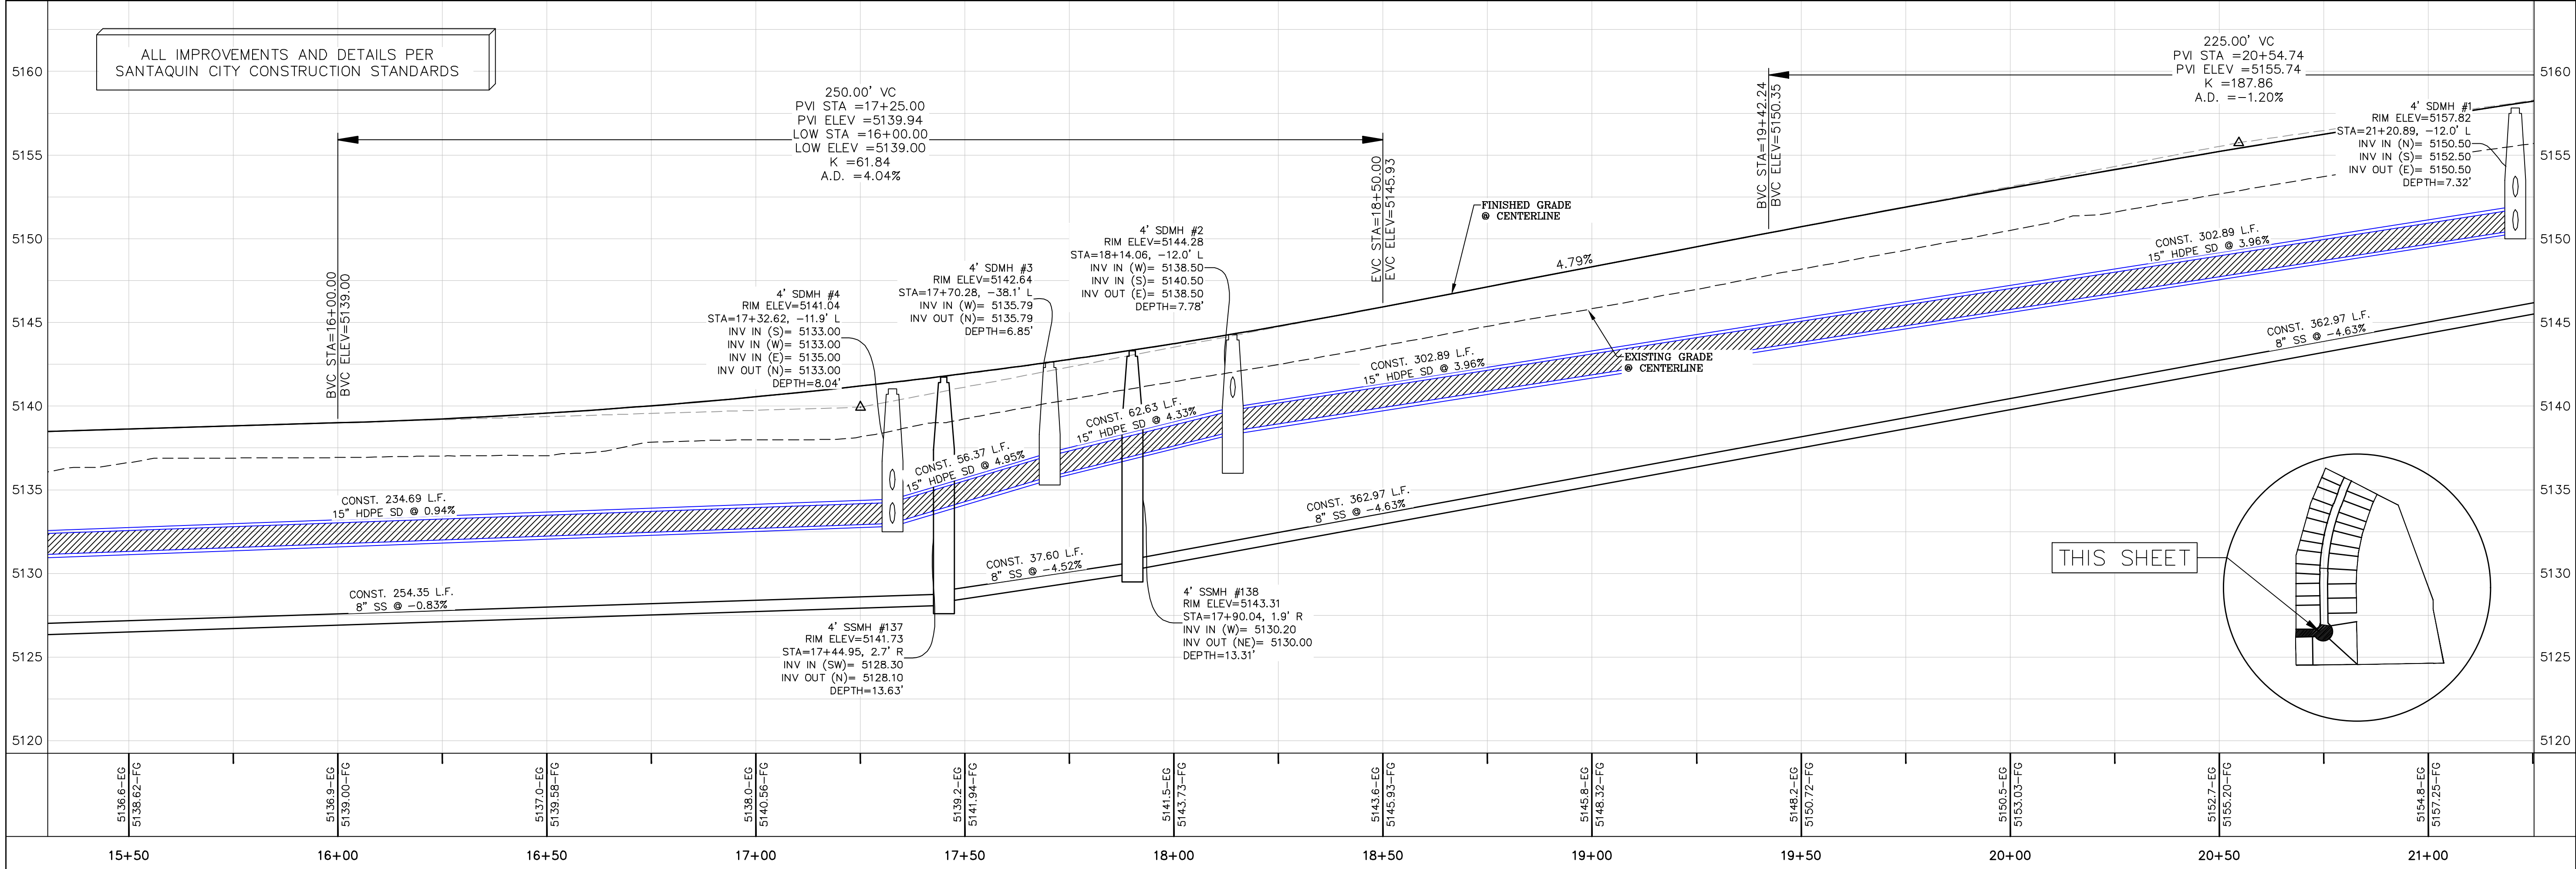 ALL IMPROVEMENTS AND DETAILS PER
SANTAQUIN CITY CONSTRUCTION STANDARDS
5160
5155
5150
5145
5140
5135
5130
5125
5120
250.00' VC
PVI STA =17+25.00
PVI ELEV =5139.94
LOW STA =16+00.00
LOW ELEV =5139.00
K =61.84
A.D. =4.04%
BVC STA=16+00.00
BVC ELEV=5139.00
EVC STA=18+50.00
EVC ELEV=5145.93
225.00' VC
PVI STA =20+54.74
PVI ELEV =5155.74
K =187.86
A.D. =-1.20%
BVC STA=19+42.24
BVC ELEV=5150.35
4' SDMH #4
RIM ELEV=5141.04
STA=17+32.62, -11.9' L
INV IN (S)= 5133.00
INV IN (W)= 5133.00
INV IN (E)= 5135.00
INV OUT (N)= 5133.00
DEPTH=8.04'
4' SDMH #3
RIM ELEV=5142.64
STA=17+70.28, -38.1' L
INV IN (W)= 5135.79
INV OUT (N)= 5135.79
DEPTH=6.85'
4' SDMH #2
RIM ELEV=5144.28
STA=18+14.06, -12.0' L
INV IN (W)= 5138.50
INV IN (S)= 5140.50
INV OUT (E)= 5138.50
DEPTH=7.78'
4' SDMH #1
RIM ELEV=5157.82
STA=21+20.89, -12.0' L
INV IN (N)= 5150.50
INV IN (S)= 5152.50
INV OUT (E)= 5150.50
DEPTH=7.32'
FINISHED GRADE
@ CENTERLINE
4.79%
EXISTING GRADE
@ CENTERLINE
CONST. 234.69 L.F.
15" HDPE SD @ 0.94%
CONST. 56.37 L.F.
15" HDPE SD @ 4.95%
CONST. 62.63 L.F.
15" HDPE SD @ 4.33%
CONST. 302.89 L.F.
15" HDPE SD @ 3.96%
CONST. 302.89 L.F.
15" HDPE SD @ 3.96%
CONST. 254.35 L.F.
8" SS @ -0.83%
CONST. 37.60 L.F.
8" SS @ -4.52%
CONST. 362.97 L.F.
8" SS @ -4.63%
CONST. 362.97 L.F.
8" SS @ -4.63%
4' SSMH #137
RIM ELEV=5141.73
STA=17+44.95, 2.7' R
INV IN (SW)= 5128.30
INV OUT (N)= 5128.10
DEPTH=13.63'
4' SSMH #138
RIM ELEV=5143.31
STA=17+90.04, 1.9' R
INV IN (W)= 5130.20
INV OUT (NE)= 5130.00
DEPTH=13.31'
THIS SHEET
5160
5155
5150
5145
5140
5135
5130
5125
5120
5136.6-EG
5138.62-FG
5136.9-EG
5139.00-FG
5137.0-EG
5139.58-FG
5138.0-EG
5140.56-FG
5139.2-EG
5141.94-FG
5141.5-EG
5143.73-FG
5143.6-EG
5145.93-FG
5145.8-EG
5148.32-FG
5148.2-EG
5150.72-FG
5150.5-EG
5153.03-FG
5152.7-EG
5155.20-FG
5154.8-EG
5157.25-FG
15+50
16+00
16+50
17+00
17+50
18+00
18+50
19+00
19+50
20+00
20+50
21+00